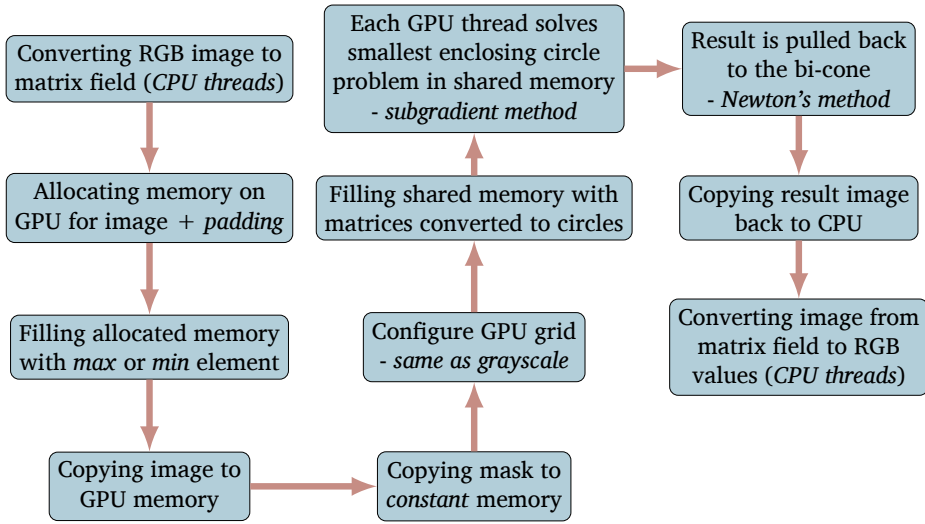 Converting RGB image to
matrix field (CPU threads)
Allocating memory on
GPU for image + padding
Filling allocated memory
with max or min element
Copying image to
GPU memory
Copying mask to
constant memory
Configure GPU grid
- same as grayscale
Filling shared memory with
matrices converted to circles
Each GPU thread solves
smallest enclosing circle
problem in shared memory
- subgradient method
Result is pulled back
to the bi-cone
- Newton's method
Copying result image
back to CPU
Converting image from
matrix field to RGB
values (CPU threads)